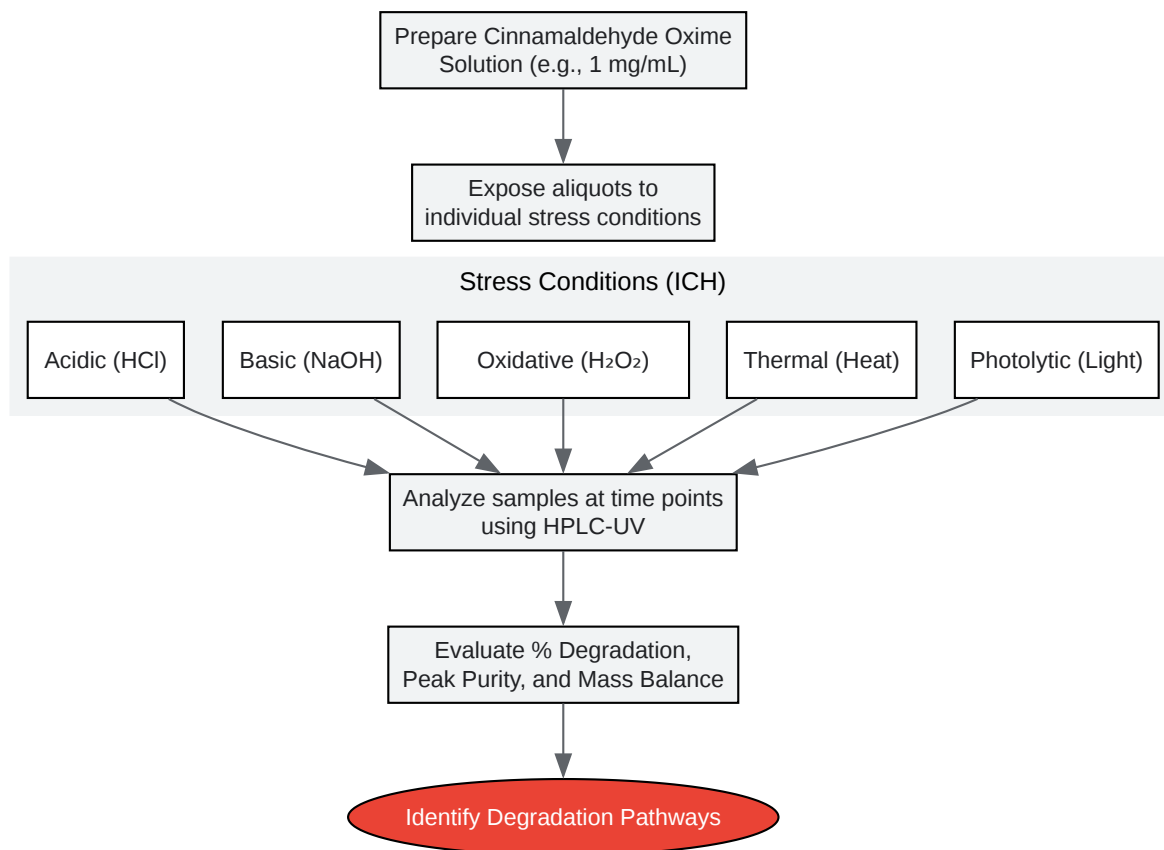 Prepare Cinnamaldehyde Oxime
Solution (e.g., 1 mg/mL)
Expose aliquots to
individual stress conditions
Stress Conditions (ICH)
Acidic (HCl)
Basic (NaOH)
Oxidative (H₂O₂)
Thermal (Heat)
Photolytic (Light)
Analyze samples at time points
using HPLC-UV
Evaluate % Degradation,
Peak Purity, and Mass Balance
Identify Degradation Pathways